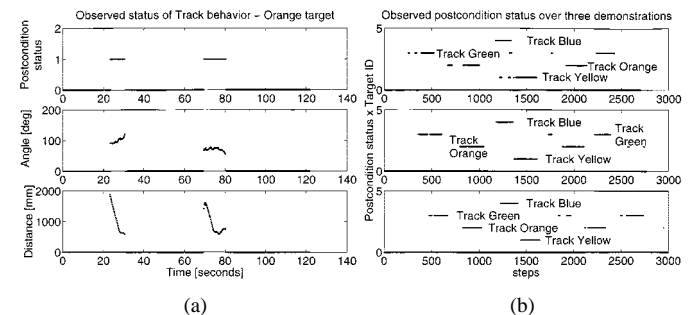 Observed status of Track behavior – Orange target
Postcondition
status
2
1
0
0 20 40 60 80 100 120 140
Angle [deg]
200
100
0
0 20 40 60 80 100 120 140
Distance [mm]
2000
1000
0
0 20 40 60 80 100 120 140
Time [seconds]
(a)
Observed postcondition status over three demonstrations
Postcondition status x Target ID
5
0
Track Blue
Track Green
Track Orange
Track Yellow
0 500 1000 1500 2000 2500 3000
5
0
Track Blue
Track
Green
Track
Orange
Track Yellow
0 500 1000 1500 2000 2500 3000
5
0
Track Blue
Track Green
Track Orange
Track Yellow
0 500 1000 1500 2000 2500 3000
steps
(b)